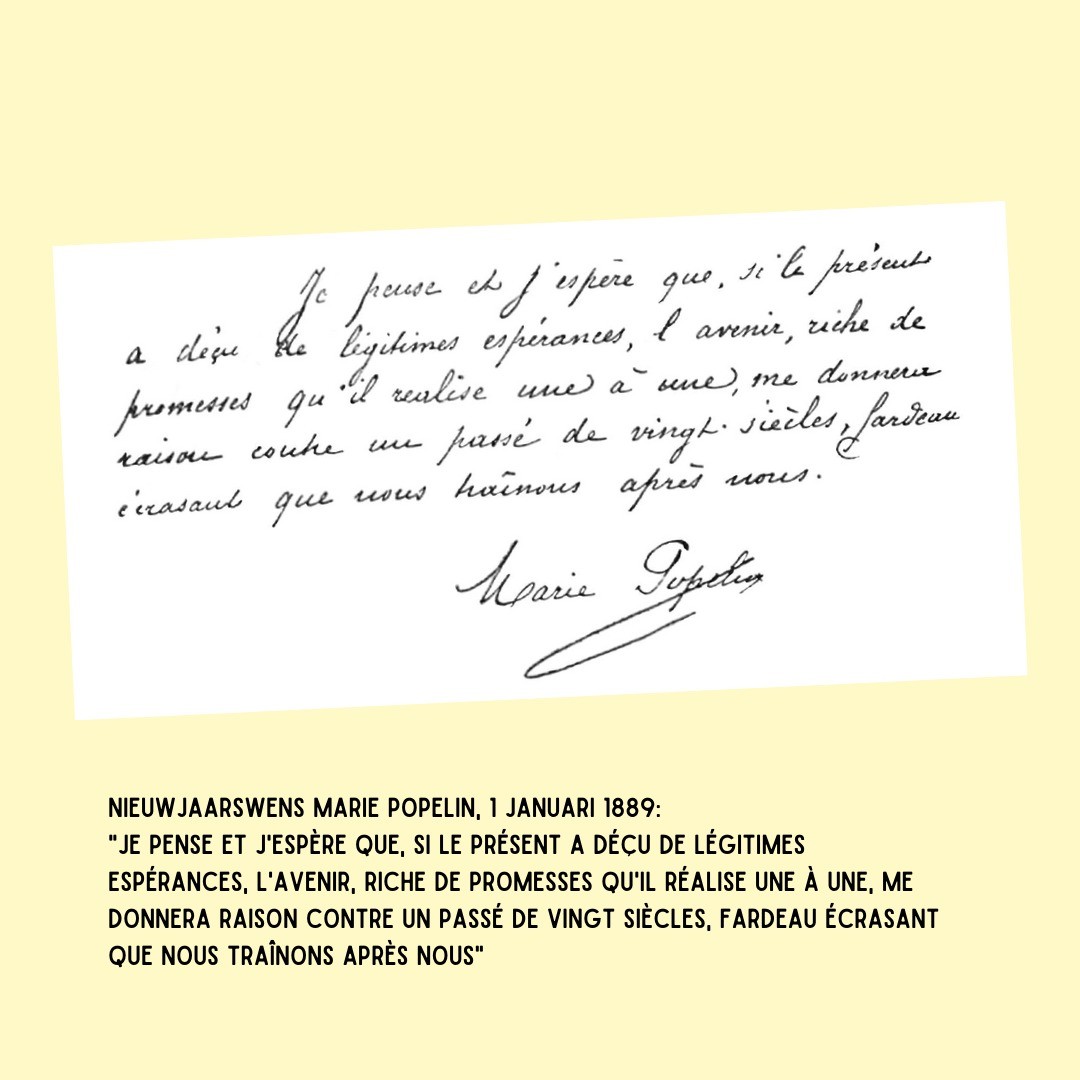 Je pense et j'espère que, si le présent
a déçu de légitimes espérances, l'avenir, riche de
promesses qu'il réalise une à une, me donnera
raison contre un passé de vingt siècles, fardeau
écrasant que nous traînons après nous.
Marie Popelin
NIEUWJAARSWENS MARIE POPELIN, 1 JANUARI 1889:
"JE PENSE ET J'ESPÈRE QUE, SI LE PRÉSENT A DÉÇU DE LÉGITIMES
ESPÉRANCES, L'AVENIR, RICHE DE PROMESSES QU'IL RÉALISE UNE À UNE, ME
DONNERA RAISON CONTRE UN PASSÉ DE VINGT SIÈCLES, FARDEAU ÉCRASANT
QUE NOUS TRAÎNONS APRÈS NOUS"